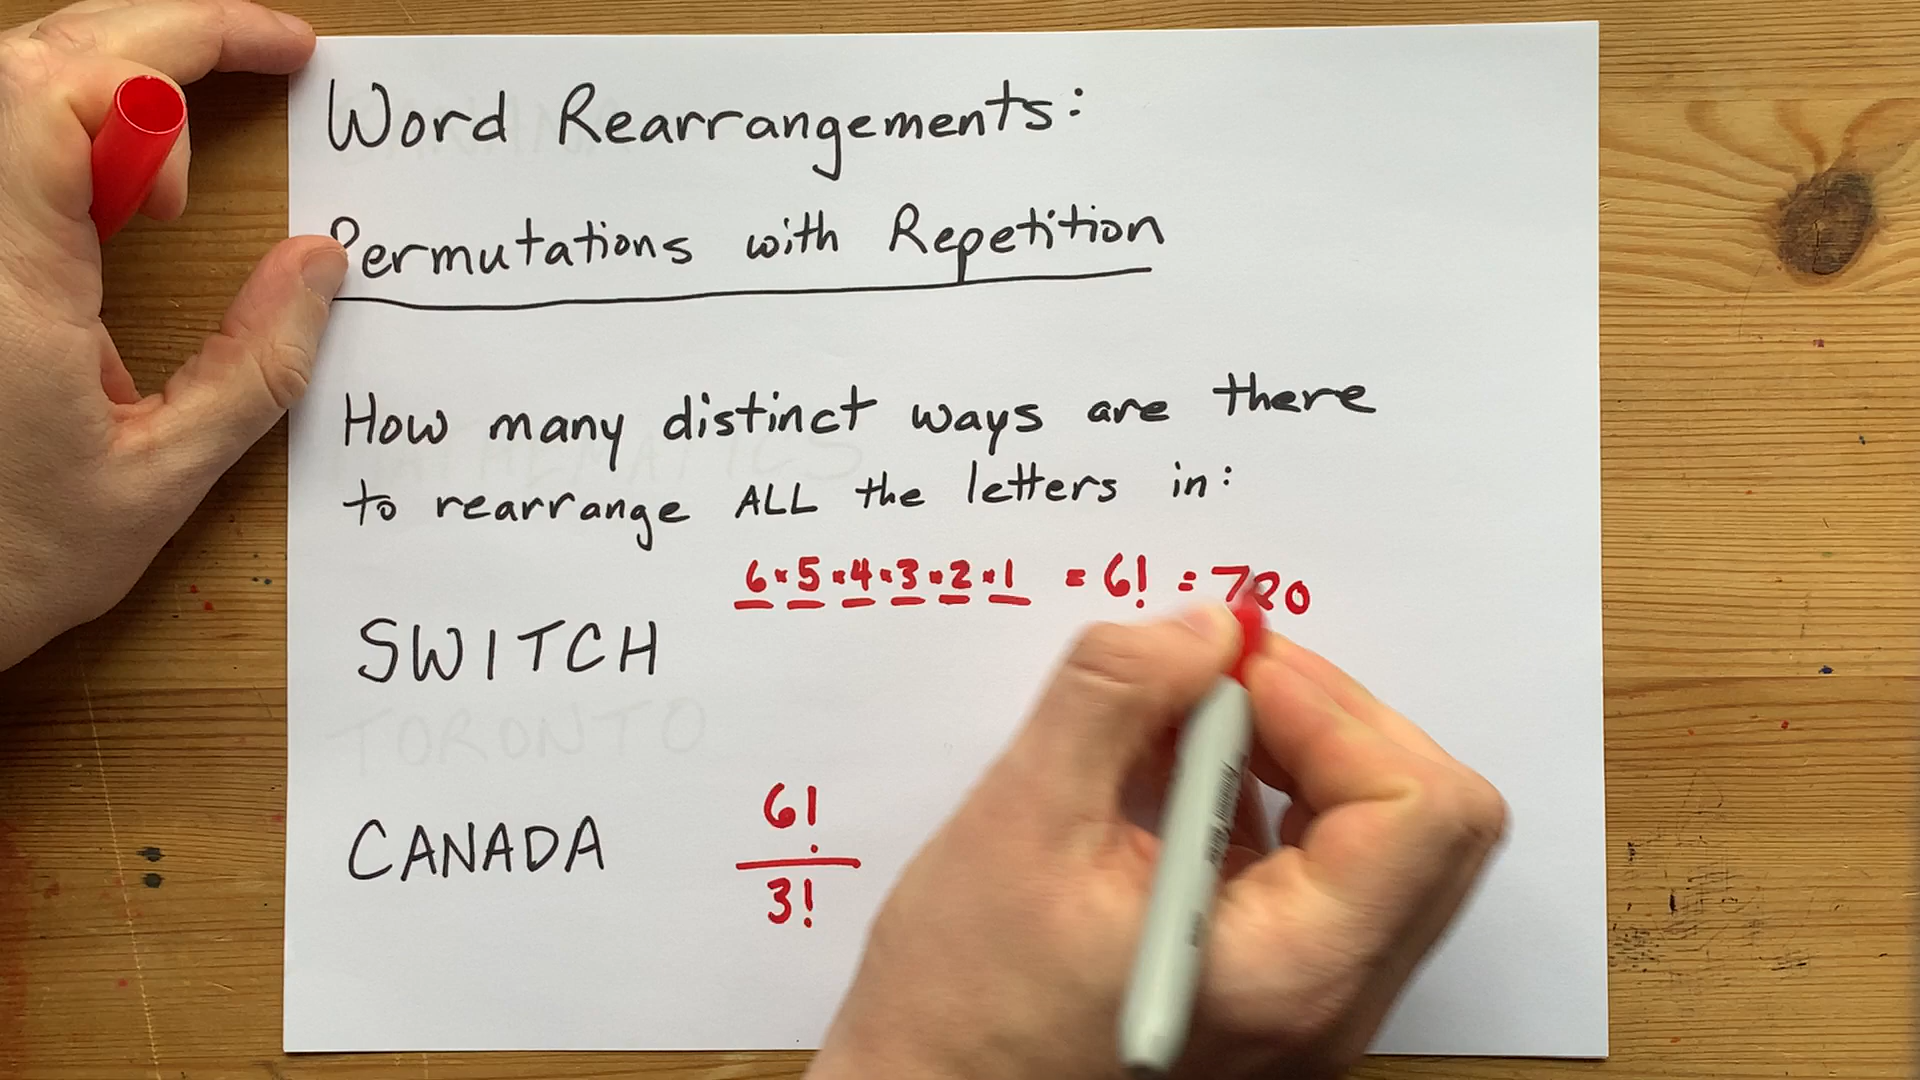 Word Rearrangements:
Permutations with Repetition
How many distinct ways are there
to rearrange ALL the letters in:
6 × 5 × 4 × 3 × 2 × 1 = 6! = 720
SWITCH
TORONTO
CANADA
6!
3!